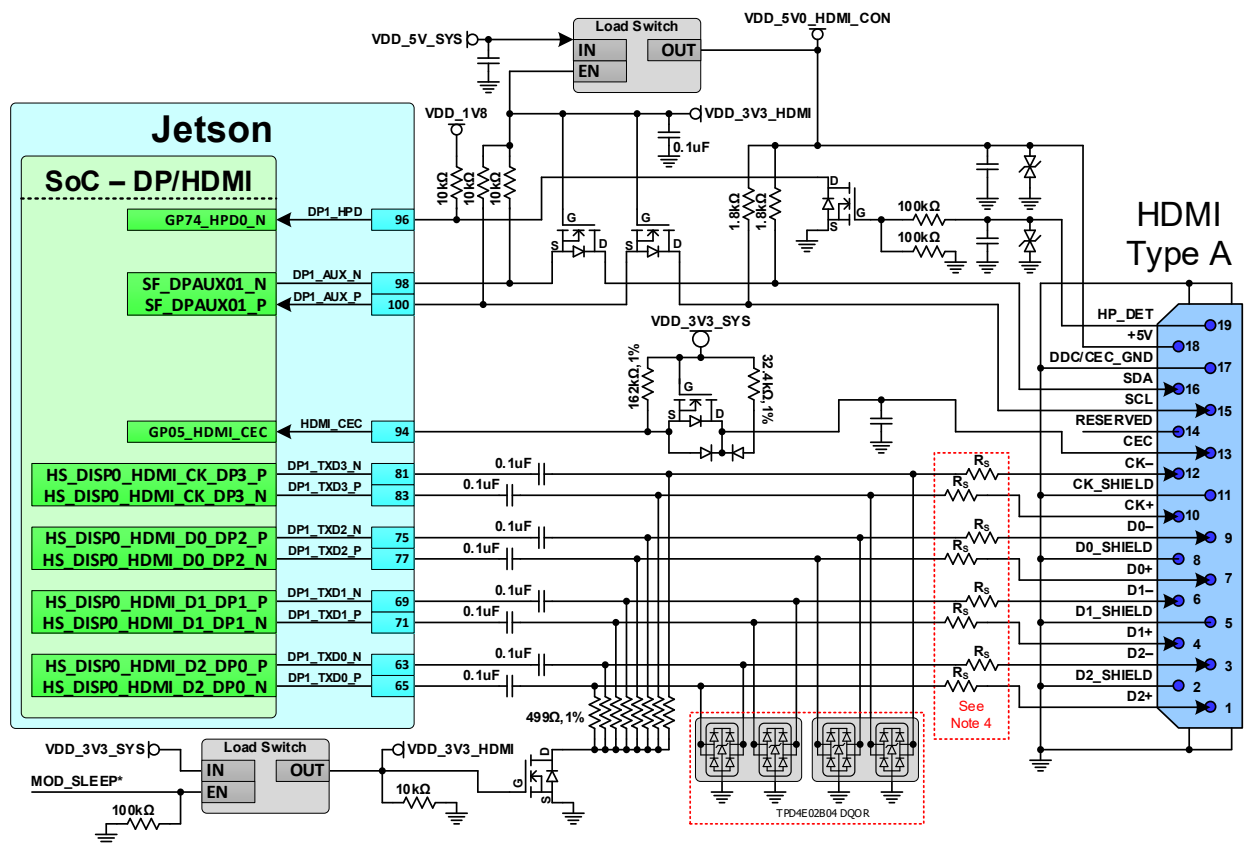 Load Switch
VDD_5V0_HDMI_CON
VDD_5V_SYS
IN
OUT
EN
Jetson
VDD_1V8
VDD_3V3_HDMI
0.1uF
SoC – DP/HDMI
10kΩ
10kΩ
10kΩ
1.8kΩ
1.8kΩ
D
G
S
100kΩ
100kΩ
HDMI
Type A
GP74_HPD0_N
DP1_HPD
96
G
S
D
G
S
D
SF_DPAUX01_N
DP1_AUX_N
98
SF_DPAUX01_P
DP1_AUX_P
100
HP_DET
19
+5V
18
DDC/CEC_GND
17
SDA
16
SCL
15
RESERVED
14
CEC
13
VDD_3V3_SYS
162kΩ,1%
G
S
D
32.4kΩ,1%
GP05_HDMI_CEC
HDMI_CEC
94
HS_DISP0_HDMI_CK_DP3_P
DP1_TXD3_N
81
0.1uF
RS
CK–
12
HS_DISP0_HDMI_CK_DP3_N
DP1_TXD3_P
83
0.1uF
RS
CK_SHIELD
11
CK+
10
HS_DISP0_HDMI_D0_DP2_P
DP1_TXD2_N
75
0.1uF
RS
D0–
9
HS_DISP0_HDMI_D0_DP2_N
DP1_TXD2_P
77
0.1uF
RS
D0_SHIELD
8
D0+
7
HS_DISP0_HDMI_D1_DP1_P
DP1_TXD1_N
69
0.1uF
RS
D1–
6
HS_DISP0_HDMI_D1_DP1_N
DP1_TXD1_P
71
0.1uF
RS
D1_SHIELD
5
D1+
4
HS_DISP0_HDMI_D2_DP0_P
DP1_TXD0_N
63
0.1uF
RS
D2–
3
HS_DISP0_HDMI_D2_DP0_N
DP1_TXD0_P
65
0.1uF
RS
D2_SHIELD
2
D2+
1
See
Note 4
499Ω,1%
VDD_3V3_SYS
Load Switch
IN
OUT
EN
MOD_SLEEP*
100kΩ
VDD_3V3_HDMI
10kΩ
D
G
S
TPD4E02B04 DQOR